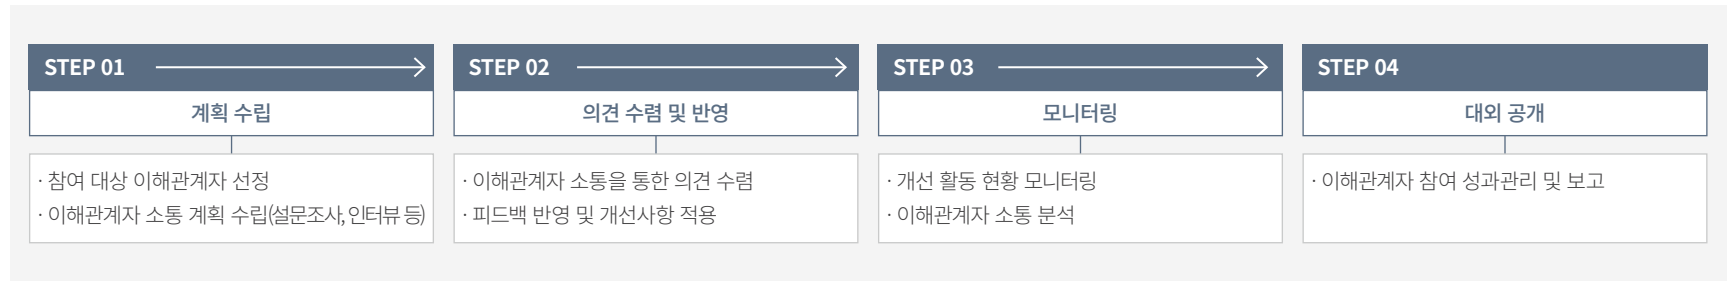 STEP 01
계획 수립
· 참여 대상 이해관계자 선정
· 이해관계자 소통 계획 수립(설문조사, 인터뷰 등)
STEP 02
의견 수렴 및 반영
· 이해관계자 소통을 통한 의견 수렴
· 피드백 반영 및 개선사항 적용
STEP 03
모니터링
· 개선 활동 현황 모니터링
· 이해관계자 소통 분석
STEP 04
대외 공개
· 이해관계자 참여 성과관리 및 보고